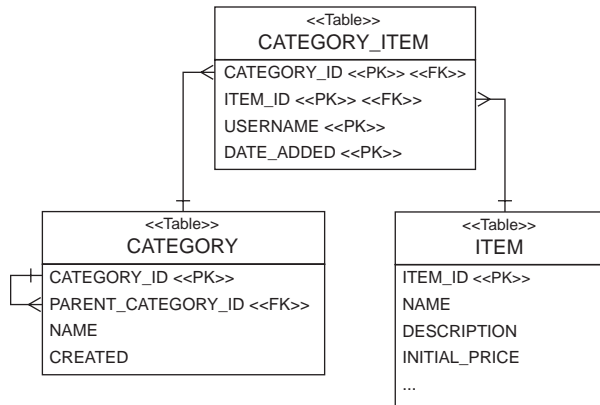 <<Table>>
CATEGORY_ITEM
CATEGORY_ID <<PK>> <<FK>>
ITEM_ID <<PK>> <<FK>>
USERNAME <<PK>>
DATE_ADDED <<PK>>
<<Table>>
CATEGORY
CATEGORY_ID <<PK>>
PARENT_CATEGORY_ID <<FK>>
NAME
CREATED
<<Table>>
ITEM
ITEM_ID <<PK>>
NAME
DESCRIPTION
INITIAL_PRICE
...